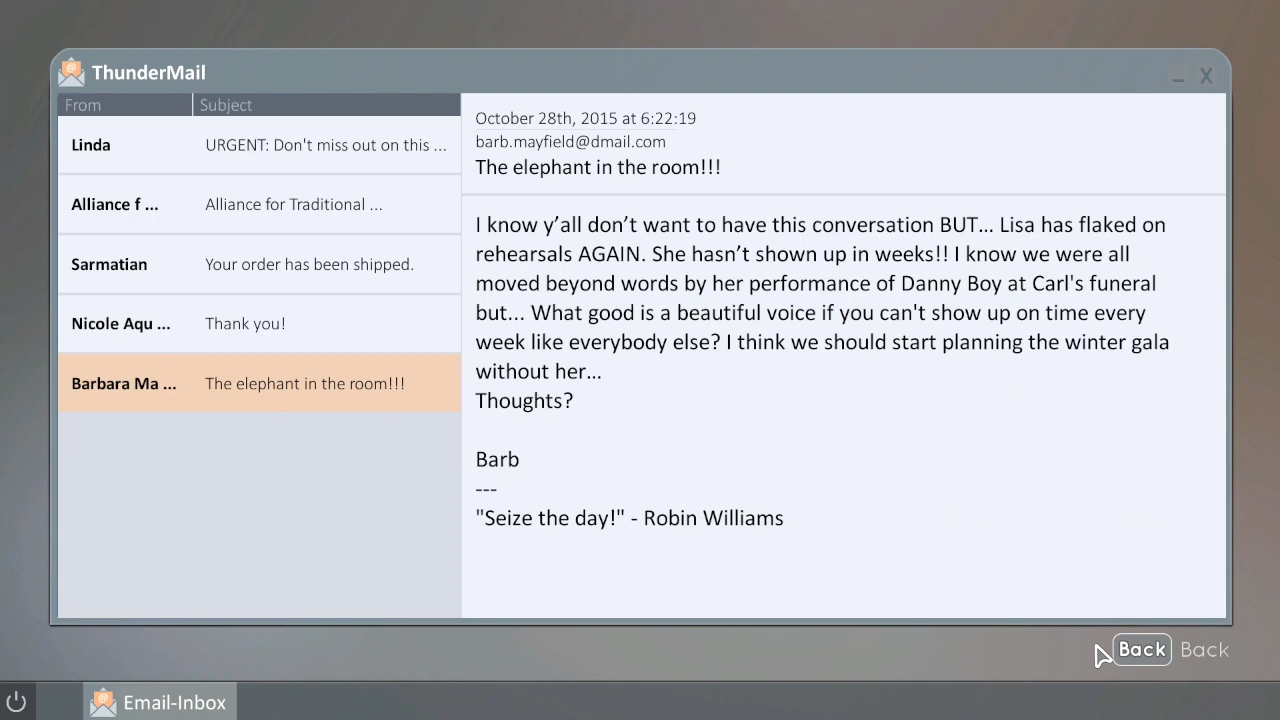 ThunderMail
From Subject
Linda URGENT: Don't miss out on this ...
Alliance f ... Alliance for Traditional ...
Sarmatian Your order has been shipped.
Nicole Aqu ... Thank you!
Barbara Ma ... The elephant in the room!!!
October 28th, 2015 at 6:22:19
barb.mayfield@dmail.com
The elephant in the room!!!
I know y’all don’t want to have this conversation BUT... Lisa has flaked on
rehearsals AGAIN. She hasn’t shown up in weeks!! I know we were all
moved beyond words by her performance of Danny Boy at Carl's funeral
but... What good is a beautiful voice if you can't show up on time every
week like everybody else? I think we should start planning the winter gala
without her...
Thoughts?
Barb
---
"Seize the day!" - Robin Williams
Back Back
Email-Inbox